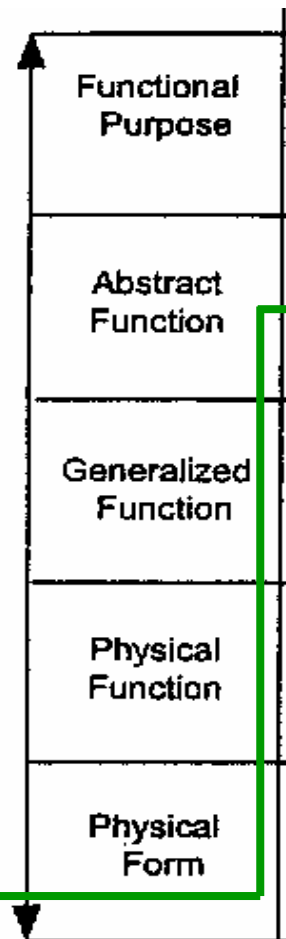 Functional
Purpose
Abstract
Function
Generalized
Function
Physical
Function
Physical
Form